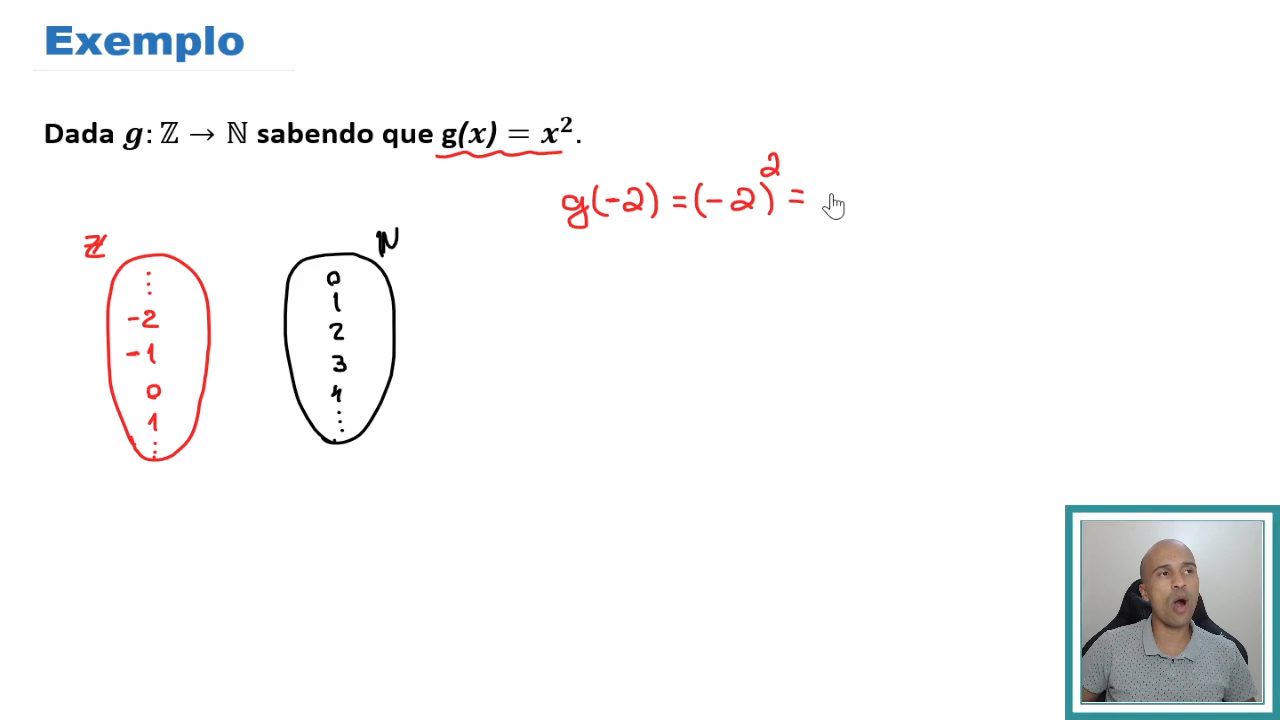 Exemplo
Dada g: ℤ → ℕ sabendo que g(x) = x².
g(-2) = (-2)² =
ℤ
⋮
-2
-1
0
1
⋮
ℕ
0
1
2
3
4
⋮